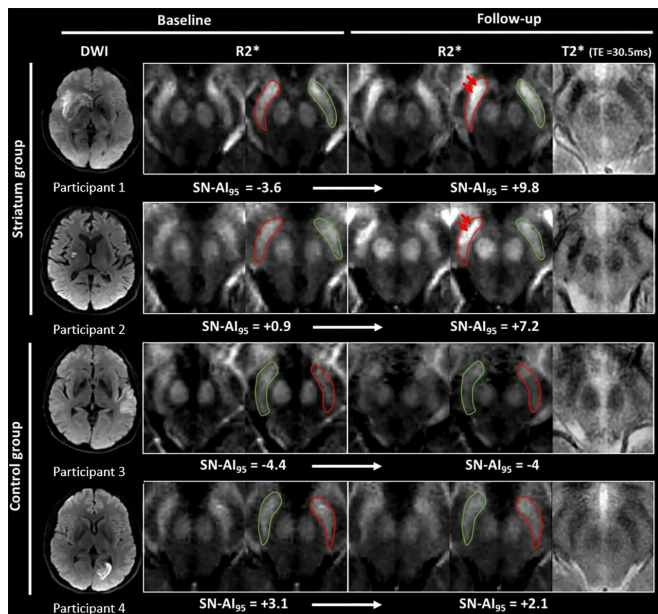 Baseline
Follow-up
DWI
R2*
R2*
T2* (TE =30.5ms)
Striatum group
Participant 1
SN-AI95 = -3.6
SN-AI95 = +9.8
Participant 2
SN-AI95 = +0.9
SN-AI95 = +7.2
Control group
Participant 3
SN-AI95 = -4.4
SN-AI95 = -4
Participant 4
SN-AI95 = +3.1
SN-AI95 = +2.1